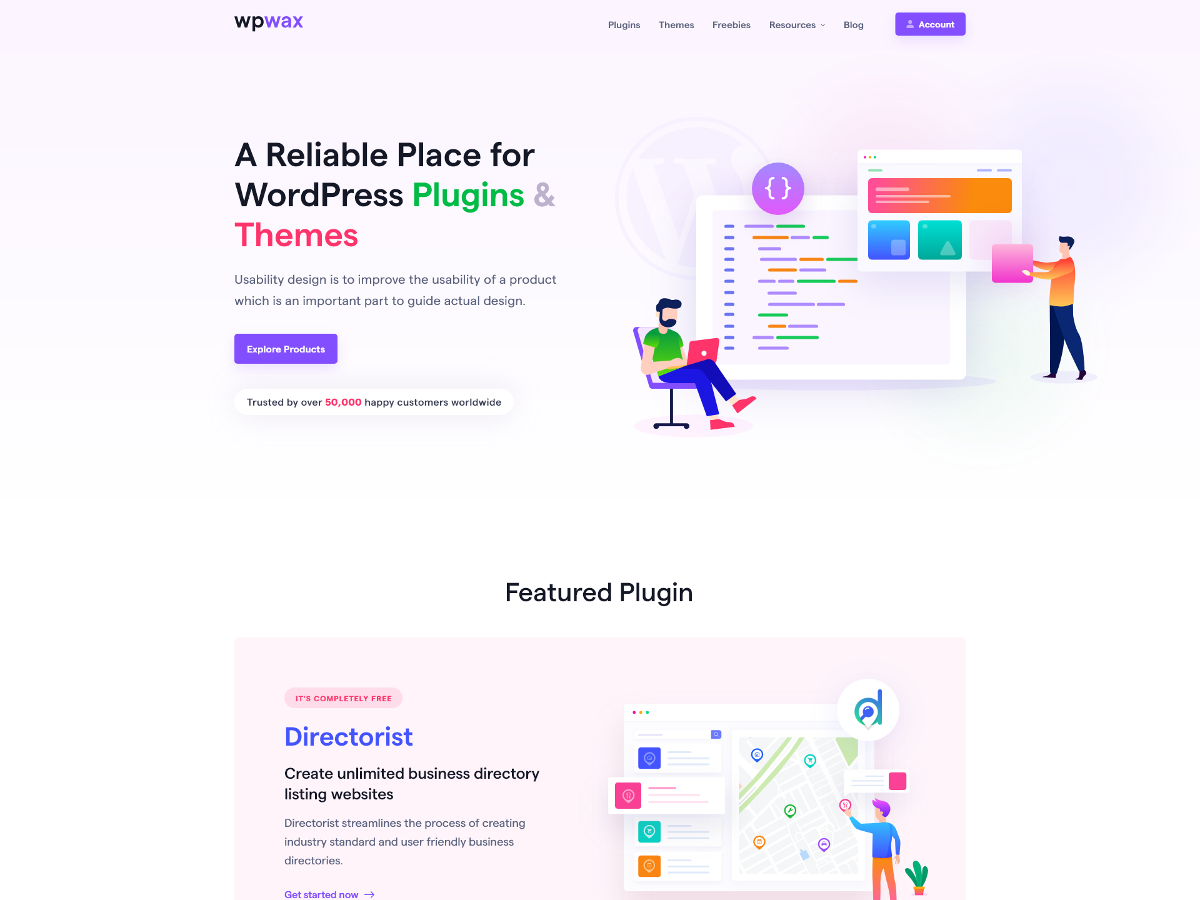 wpwax
Plugins
Themes
Freebies
Resources
Blog
Account
A Reliable Place for
WordPress Plugins &
Themes
Usability design is to improve the usability of a product
which is an important part to guide actual design.
Explore Products
Trusted by over 50,000 happy customers worldwide
{ }
Featured Plugin
IT'S COMPLETELY FREE
Directorist
Create unlimited business directory
listing websites
Directorist streamlines the process of creating
industry standard and user friendly business
directories.
Get started now →